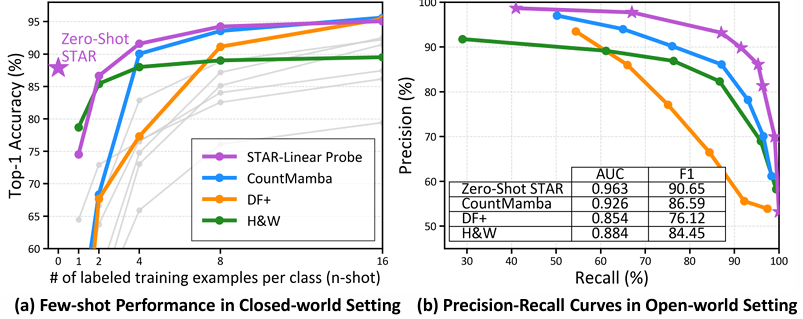 Top-1 Accuracy (%)
95
90
85
80
75
70
65
60
Zero-Shot
STAR
STAR-Linear Probe
CountMamba
DF+
H&W
0 1 2 4 8 16
# of labeled training examples per class (n-shot)
(a) Few-shot Performance in Closed-world Setting
Precision (%)
100
90
80
70
60
50
AUC F1
Zero-Shot STAR 0.963 90.65
CountMamba 0.926 86.59
DF+ 0.854 76.12
H&W 0.884 84.45
30 40 50 60 70 80 90 100
Recall (%)
(b) Precision-Recall Curves in Open-world Setting